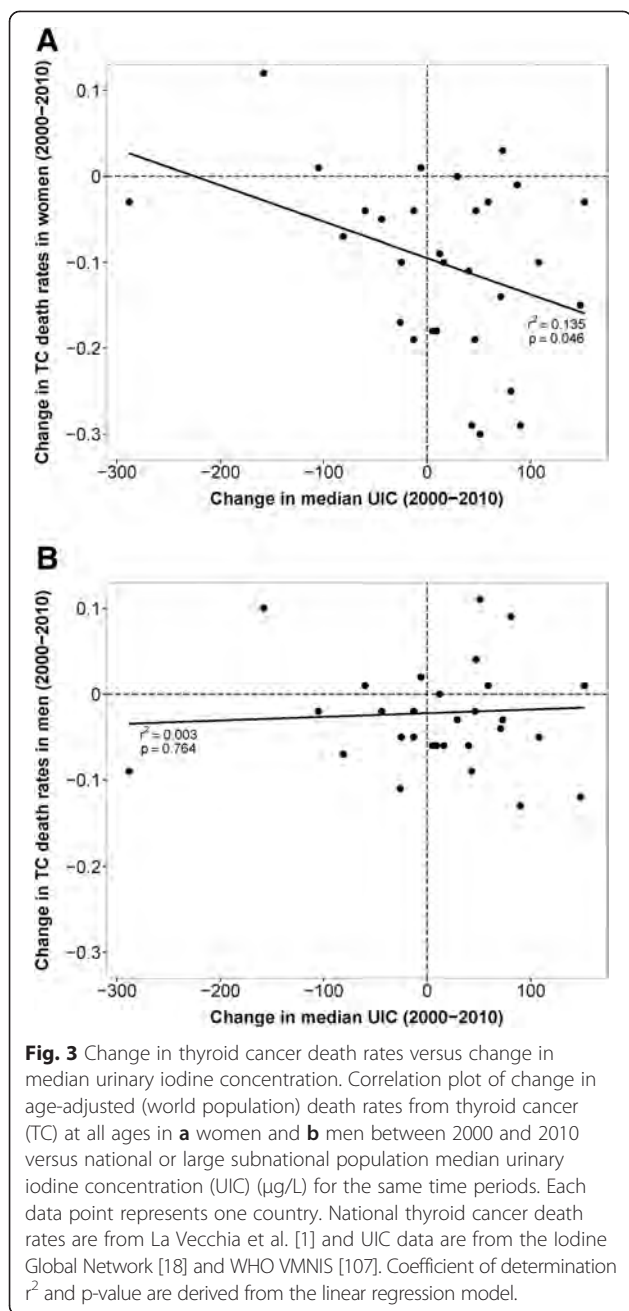 A
Change in TC death rates in women (2000−2010)
0.1
0
−0.1
−0.2
−0.3
r² = 0.135
p = 0.046
−300
−200
−100
0
100
Change in median UIC (2000−2010)
B
Change in TC death rates in men (2000−2010)
0.1
0
−0.1
−0.2
−0.3
r² = 0.003
p = 0.764
−300
−200
−100
0
100
Change in median UIC (2000−2010)
Fig. 3 Change in thyroid cancer death rates versus change in
median urinary iodine concentration. Correlation plot of change in
age-adjusted (world population) death rates from thyroid cancer
(TC) at all ages in a women and b men between 2000 and 2010
versus national or large subnational population median urinary
iodine concentration (UIC) (μg/L) for the same time periods. Each
data point represents one country. National thyroid cancer death
rates are from La Vecchia et al. [1] and UIC data are from the Iodine
Global Network [18] and WHO VMNIS [107]. Coefficient of determination
r² and p-value are derived from the linear regression model.